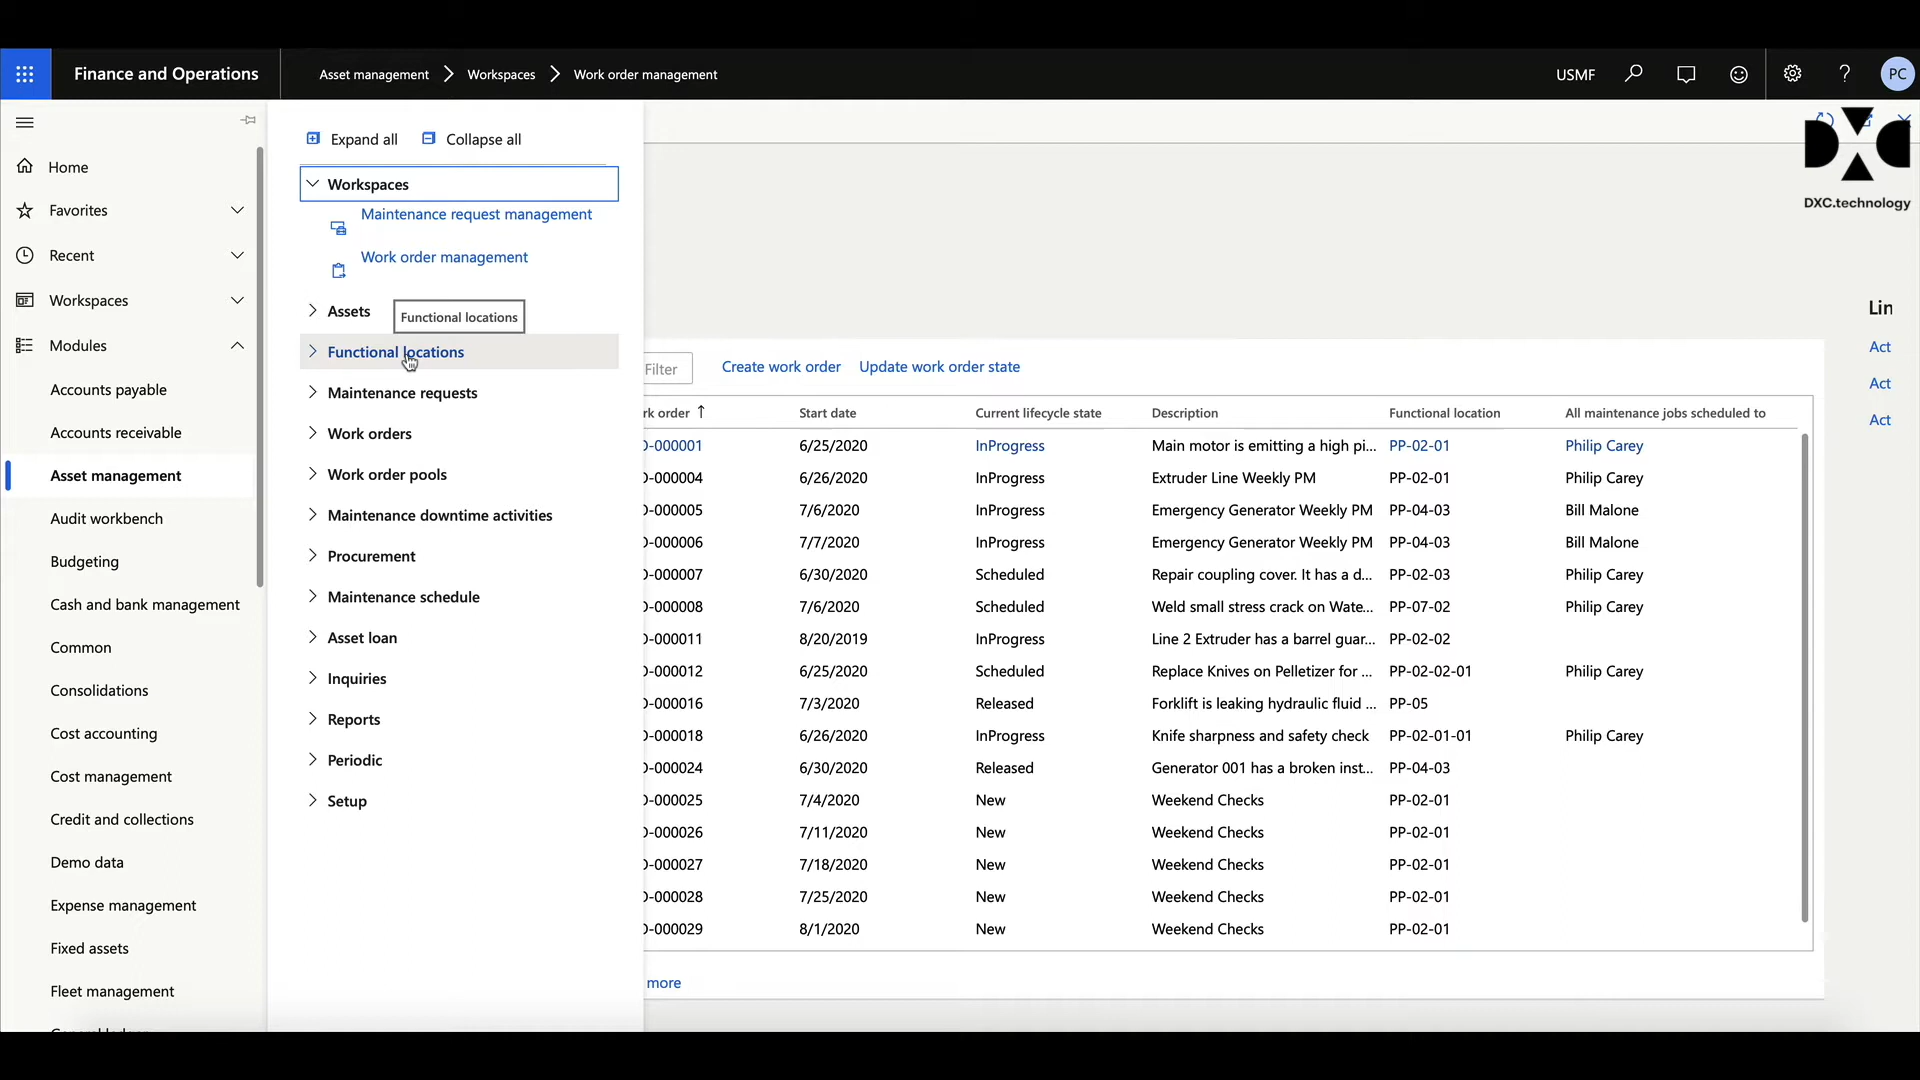 Finance and Operations
Asset management > Workspaces > Work order management
USMF
?
PC
Home
Favorites
Recent
Workspaces
Modules
Accounts payable
Accounts receivable
Asset management
Audit workbench
Budgeting
Cash and bank management
Common
Consolidations
Cost accounting
Cost management
Credit and collections
Demo data
Expense management
Fixed assets
Fleet management
Expand all Collapse all
Workspaces
Maintenance request management
Work order management
Assets
Functional locations
Functional locations
Maintenance requests
Work orders
Work order pools
Maintenance downtime activities
Procurement
Maintenance schedule
Asset loan
Inquiries
Reports
Periodic
Setup
DXC.technology
Lin
Act
Act
Act
Filter Create work order Update work order state
rk order Start date Current lifecycle state Description Functional location All maintenance jobs scheduled to
-000001 6/25/2020 InProgress Main motor is emitting a high pi... PP-02-01 Philip Carey
-000004 6/26/2020 InProgress Extruder Line Weekly PM PP-02-01 Philip Carey
-000005 7/6/2020 InProgress Emergency Generator Weekly PM PP-04-03 Bill Malone
-000006 7/7/2020 InProgress Emergency Generator Weekly PM PP-04-03 Bill Malone
-000007 6/30/2020 Scheduled Repair coupling cover. It has a d... PP-02-03 Philip Carey
-000008 7/6/2020 Scheduled Weld small stress crack on Wate... PP-07-02 Philip Carey
-000011 8/20/2019 InProgress Line 2 Extruder has a barrel guar... PP-02-02
-000012 6/25/2020 Scheduled Replace Knives on Pelletizer for ... PP-02-02-01 Philip Carey
-000016 7/3/2020 Released Forklift is leaking hydraulic fluid ... PP-05
-000018 6/26/2020 InProgress Knife sharpness and safety check PP-02-01-01 Philip Carey
-000024 6/30/2020 Released Generator 001 has a broken inst... PP-04-03
-000025 7/4/2020 New Weekend Checks PP-02-01
-000026 7/11/2020 New Weekend Checks PP-02-01
-000027 7/18/2020 New Weekend Checks PP-02-01
-000028 7/25/2020 New Weekend Checks PP-02-01
-000029 8/1/2020 New Weekend Checks PP-02-01
more